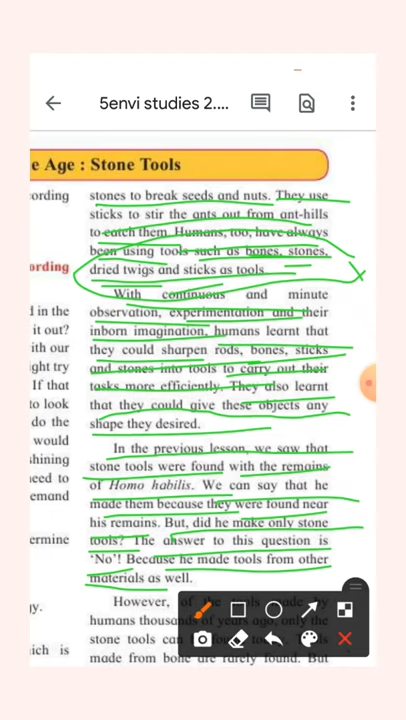 5envi studies 2....
e Age : Stone Tools
ording
ording
d in the
it out?
ith our
ght try
If that
to look
do the
would
shining
need to
emand
ermine
gy.
ich is
stones to break seeds and nuts. They use
sticks to stir the ants out from ant-hills
to catch them. Humans, too, have always
been using tools such as bones, stones,
dried twigs and sticks as tools.
With continuous and minute
observation, experimentation and their
inborn imagination, humans learnt that
they could sharpen rods, bones, sticks
and stones into tools to carry out their
tasks more efficiently. They also learnt
that they could give these objects any
shape they desired.
In the previous lesson, we saw that
stone tools were found with the remains
of Homo habilis. We can say that he
made them because they were found near
his remains. But, did he make only stone
tools? The answer to this question is
‘No’! Because he made tools from other
materials as well.
However, of the tools made by
humans thousands of years ago, only the
stone tools can
made from bone are rarely found. But